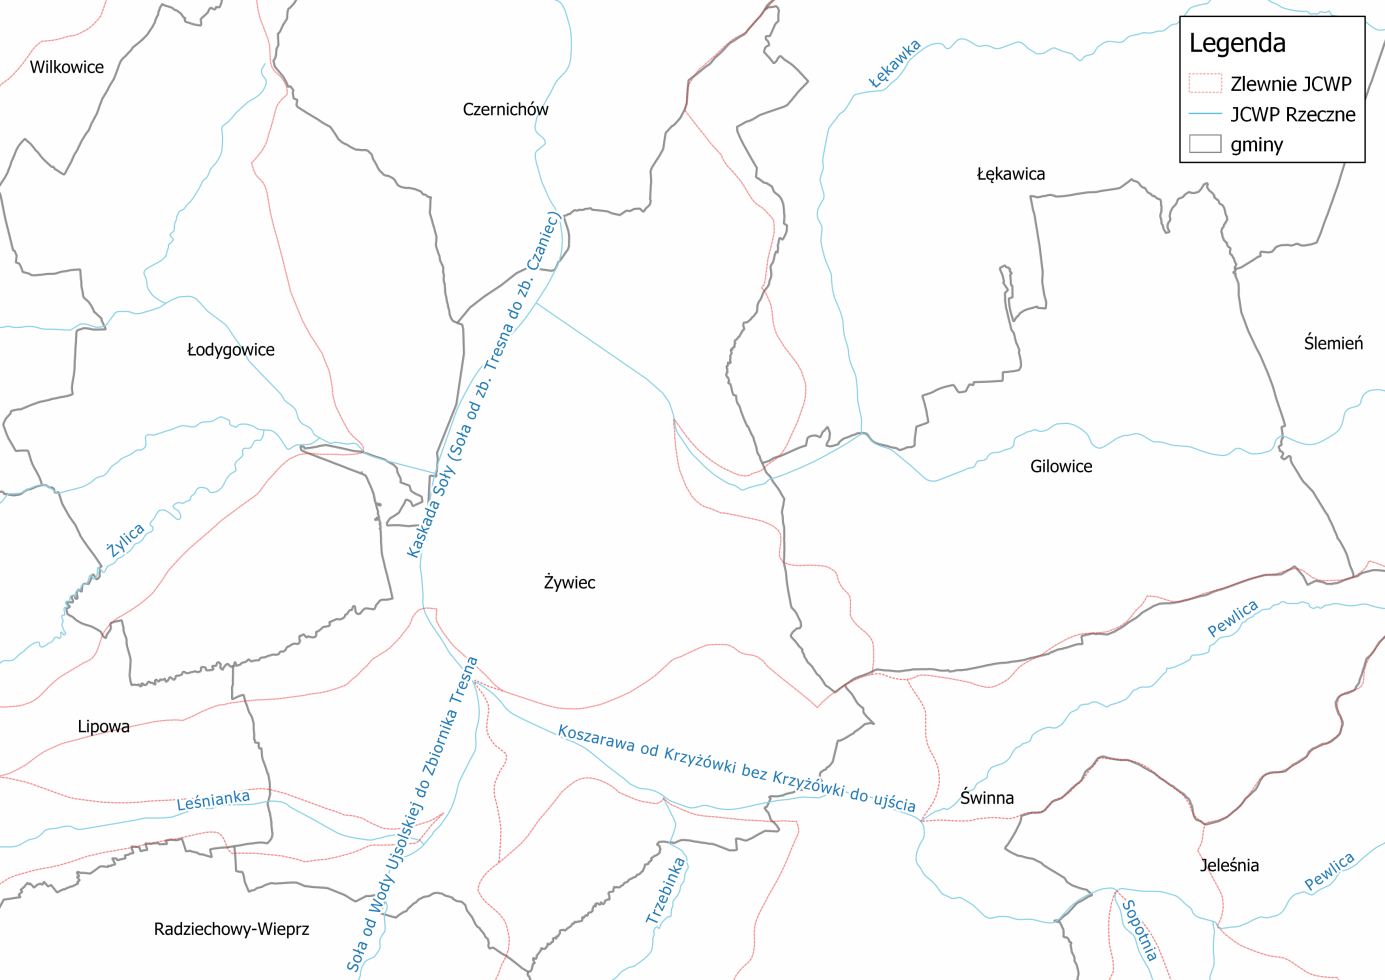 Legenda
Zlewnie JCWP
JCWP Rzeczne
gminy
Wilkowice
Czernichów
Łękawka
Łękawica
Łodygowice
Ślemień
Kaskada Soły (Soła od zb. Tresna do zb. Czaniec)
Gilowice
Żylica
Żywiec
Pewlica
Lipowa
Soła od Wody Ujsolskiej do Zbiornika Tresna
Koszarawa od Krzyżówki bez Krzyżówki do ujścia
Leśnianka
Świnna
Jeleśnia
Pewlica
Trzebinka
Sopotnia
Radziechowy-Wieprz